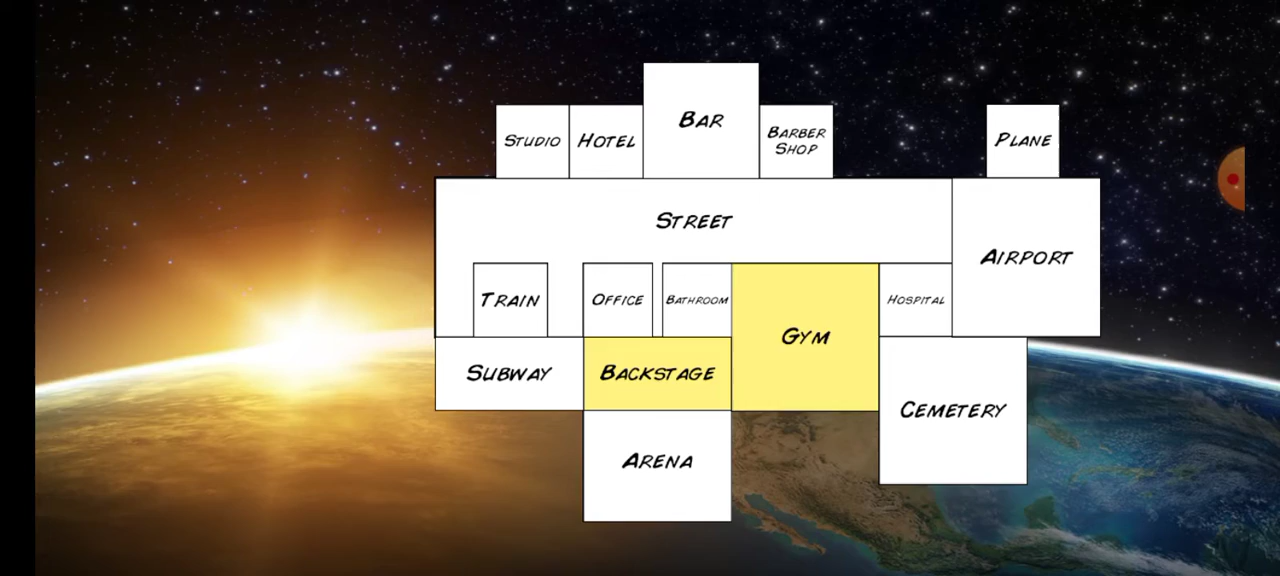 BAR
STUDIO
HOTEL
BARBER
SHOP
PLANE
STREET
AIRPORT
TRAIN
OFFICE
BATHROOM
HOSPITAL
GYM
SUBWAY
BACKSTAGE
CEMETERY
ARENA